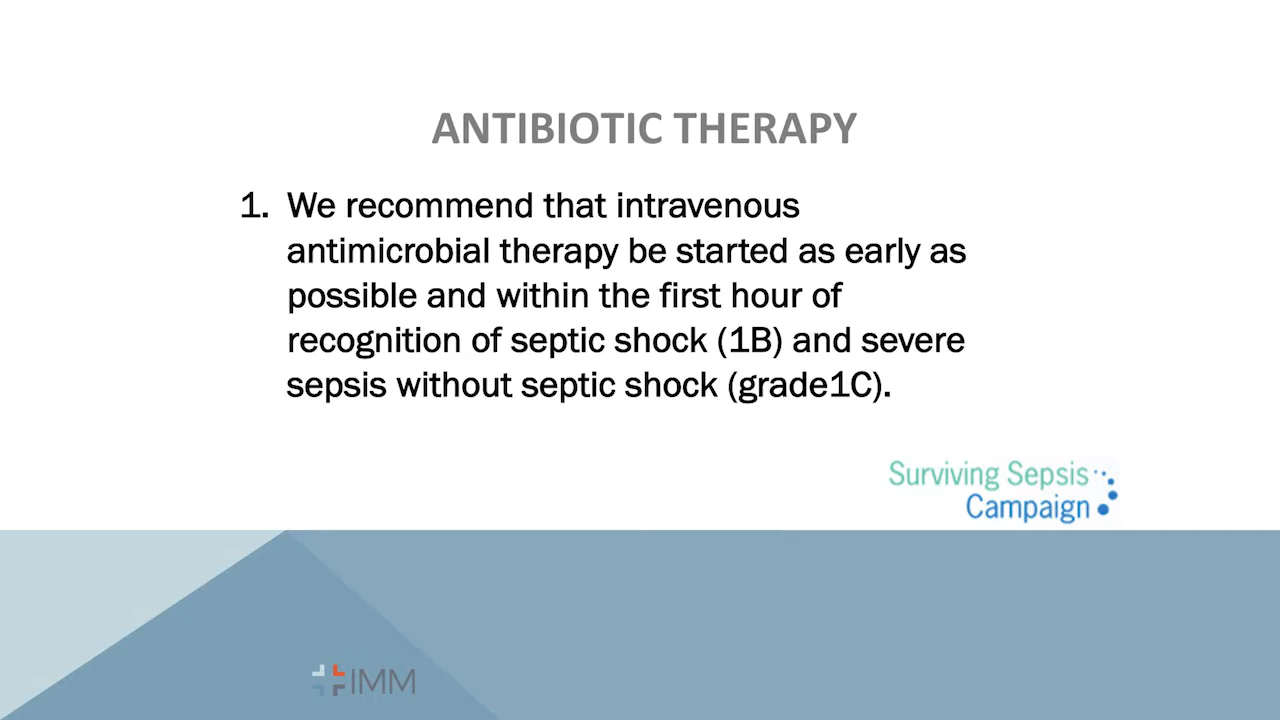 ANTIBIOTIC THERAPY
1. We recommend that intravenous
antimicrobial therapy be started as early as
possible and within the first hour of
recognition of septic shock (1B) and severe
sepsis without septic shock (grade1C).
Surviving Sepsis
Campaign
IMM